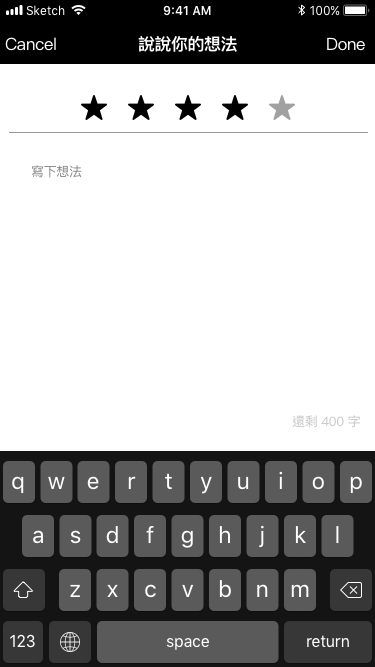 Sketch 9:41 AM 100%
Cancel 說說你的想法 Done
寫下想法
還剩 400 字
q w e r t y u i o p
a s d f g h j k l
z x c v b n m
123 space return